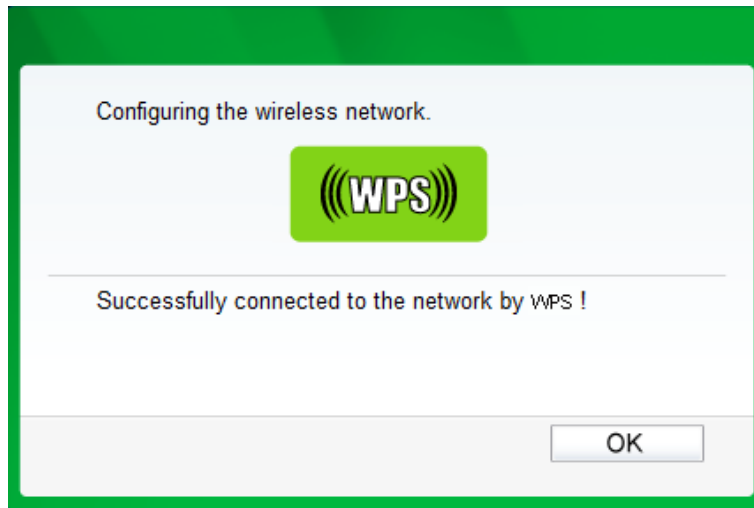 Configuring the wireless network.
(((WPS)))
Successfully connected to the network by WPS !
OK